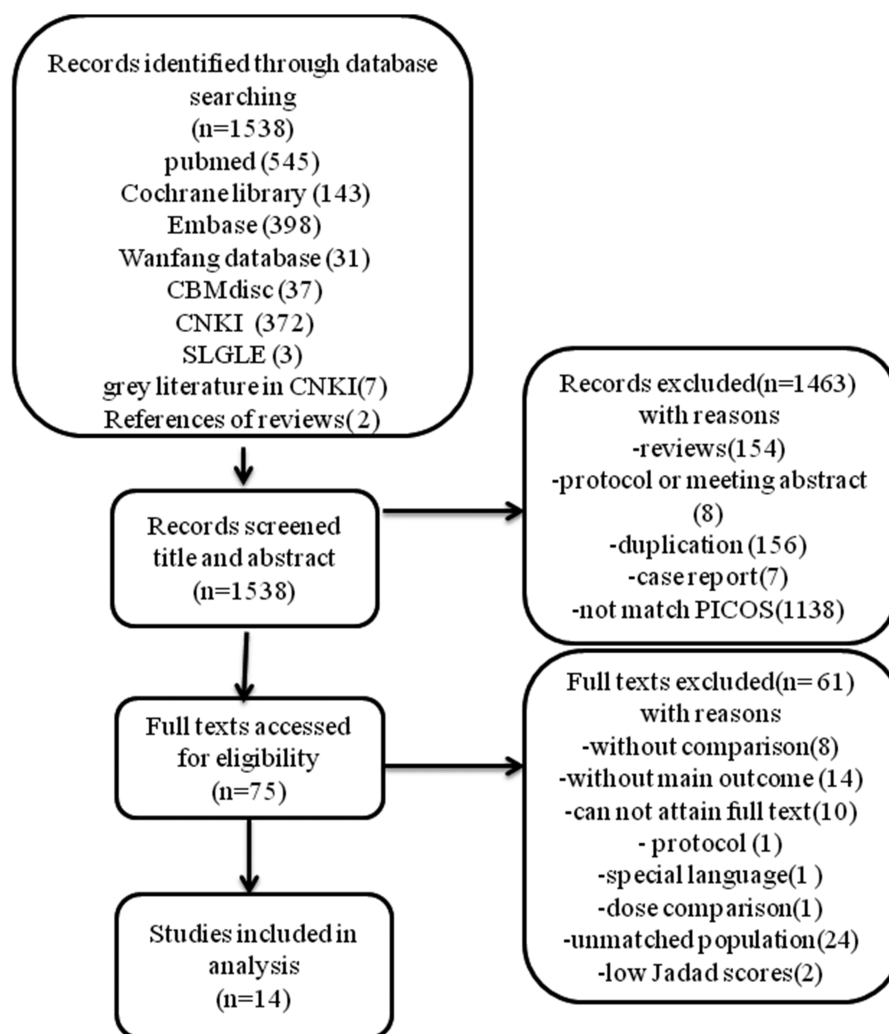 Records identified through database
searching
(n=1538)
pubmed (545)
Cochrane library (143)
Embase (398)
Wanfang database (31)
CBMdisc (37)
CNKI (372)
SLGLE (3)
grey literature in CNKI(7)
References of reviews(2)
Records excluded(n=1463)
with reasons
-reviews(154)
-protocol or meeting abstract
(8)
-duplication (156)
-case report(7)
-not match PICOS(1138)
Records screened
title and abstract
(n=1538)
Full texts accessed
for eligibility
(n=75)
Full texts excluded(n= 61)
with reasons
-without comparison(8)
-without main outcome (14)
-can not attain full text(10)
- protocol (1)
-special language(1 )
-dose comparison(1)
-unmatched population(24)
-low Jadad scores(2)
Studies included in
analysis
(n=14)